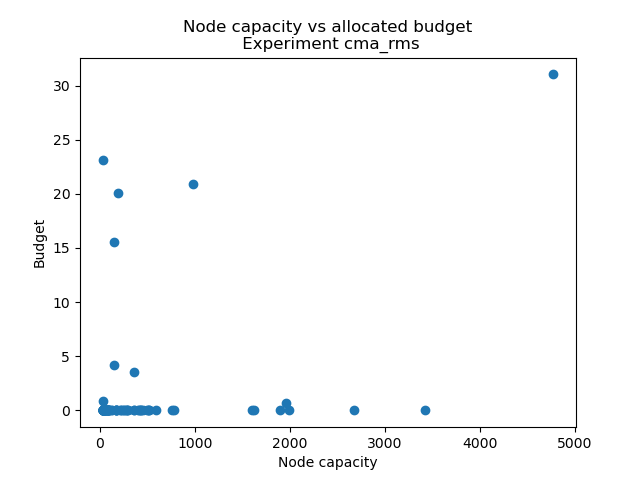 Node capacity vs allocated budget
Experiment cma_rms
30
25
20
15
10
5
0
Budget
0 1000 2000 3000 4000 5000
Node capacity